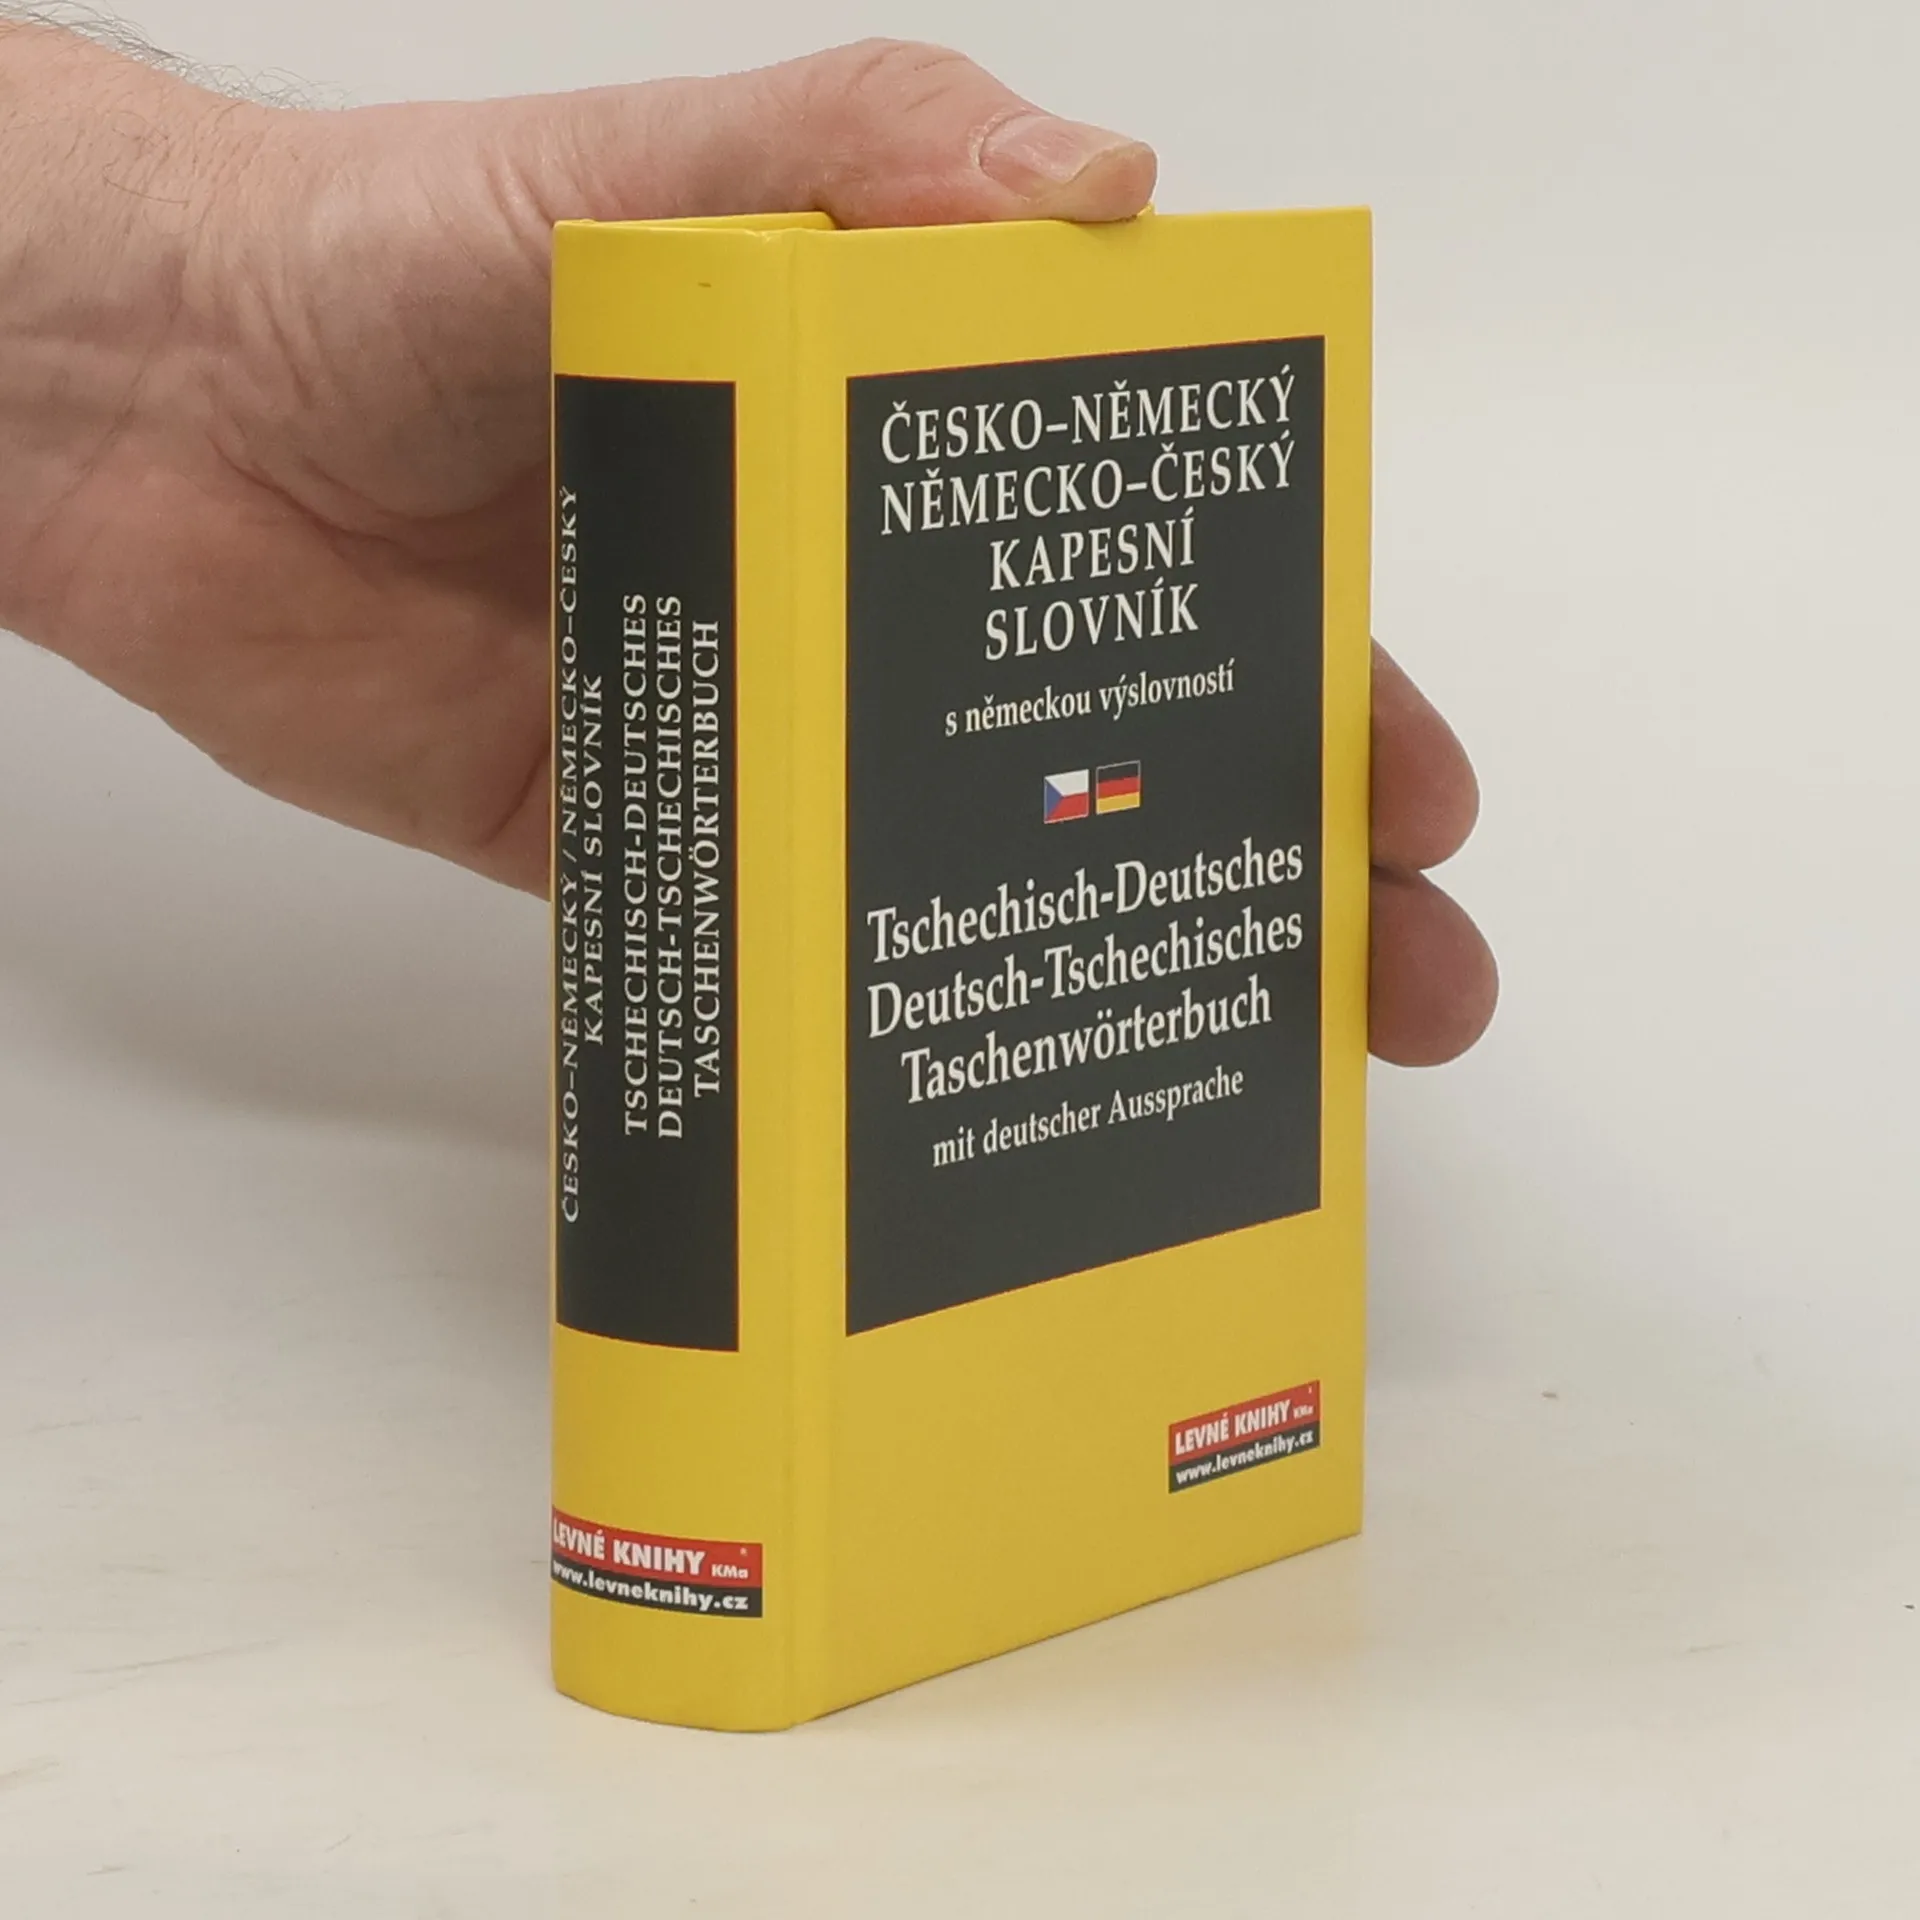 ČESKO–NĚMECKÝ / NĚMECKO–ČESKÝ
KAPESNÍ SLOVNÍK
TSCHECHISCH-DEUTSCHES
DEUTSCH-TSCHECHISCHES
TASCHENWÖRTERBUCH
LEVNÉ KNIHY KMa
www.levneknihy.cz
ČESKO–NĚMECKÝ
NĚMECKO–ČESKÝ
KAPESNÍ
SLOVNÍK
s německou výslovností
Tschechisch-Deutsches
Deutsch-Tschechisches
Taschenwörterbuch
mit deutscher Aussprache
LEVNÉ KNIHY KMa
www.levneknihy.cz